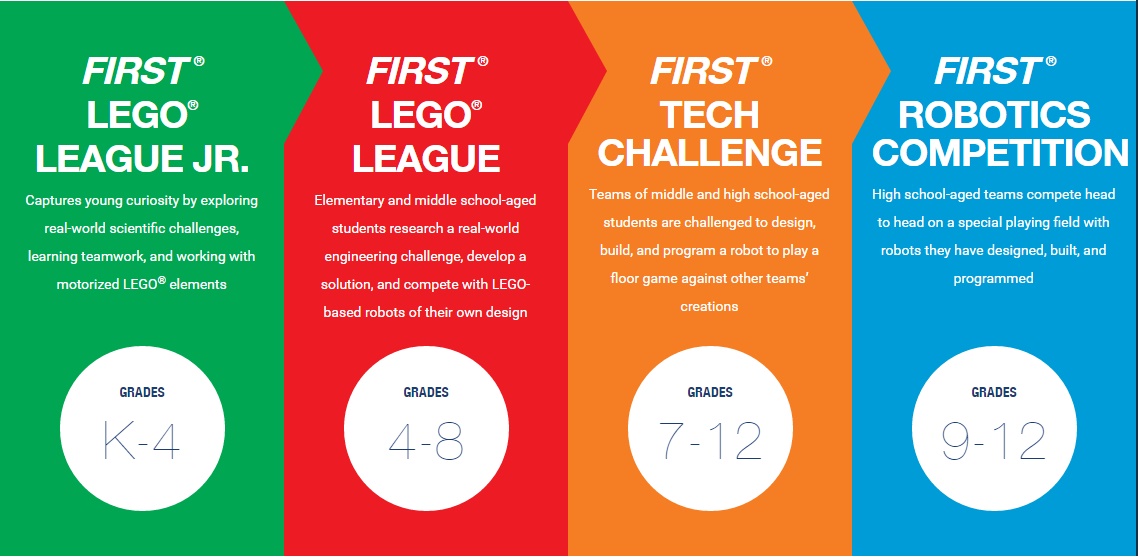 FIRST®
LEGO®
LEAGUE JR.
Captures young curiosity by exploring
real-world scientific challenges,
learning teamwork, and working with
motorized LEGO® elements
GRADES
K-4
FIRST®
LEGO®
LEAGUE
Elementary and middle school-aged
students research a real-world
engineering challenge, develop a
solution, and compete with LEGO-
based robots of their own design
GRADES
4-8
FIRST®
TECH
CHALLENGE
Teams of middle and high school-aged
students are challenged to design,
build, and program a robot to play a
floor game against other teams’
creations
GRADES
7-12
FIRST®
ROBOTICS
COMPETITION
High school-aged teams compete head
to head on a special playing field with
robots they have designed, built, and
programmed
GRADES
9-12